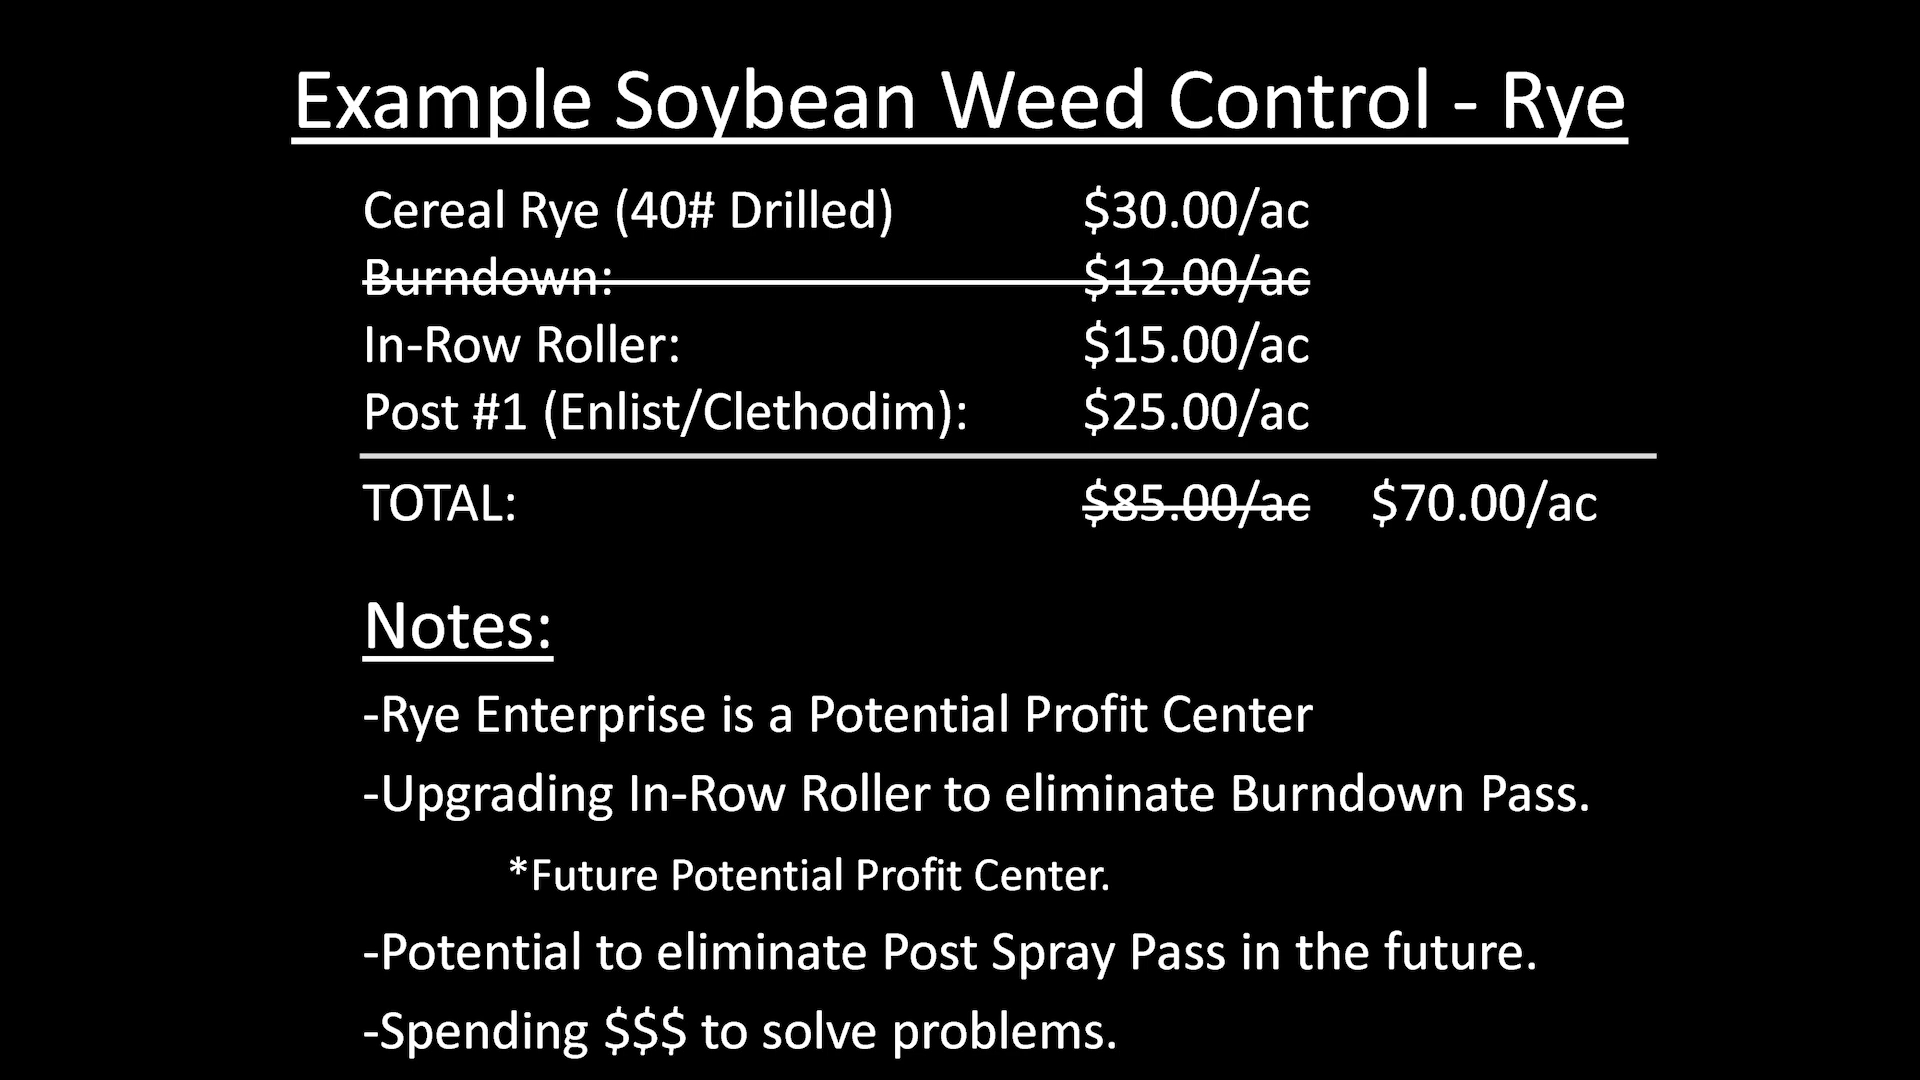 Example Soybean Weed Control - Rye
Cereal Rye (40# Drilled) $30.00/ac
Burndown: $12.00/ac
In-Row Roller: $15.00/ac
Post #1 (Enlist/Clethodim): $25.00/ac
TOTAL: $85.00/ac $70.00/ac
Notes:
-Rye Enterprise is a Potential Profit Center
-Upgrading In-Row Roller to eliminate Burndown Pass.
*Future Potential Profit Center.
-Potential to eliminate Post Spray Pass in the future.
-Spending $$$ to solve problems.